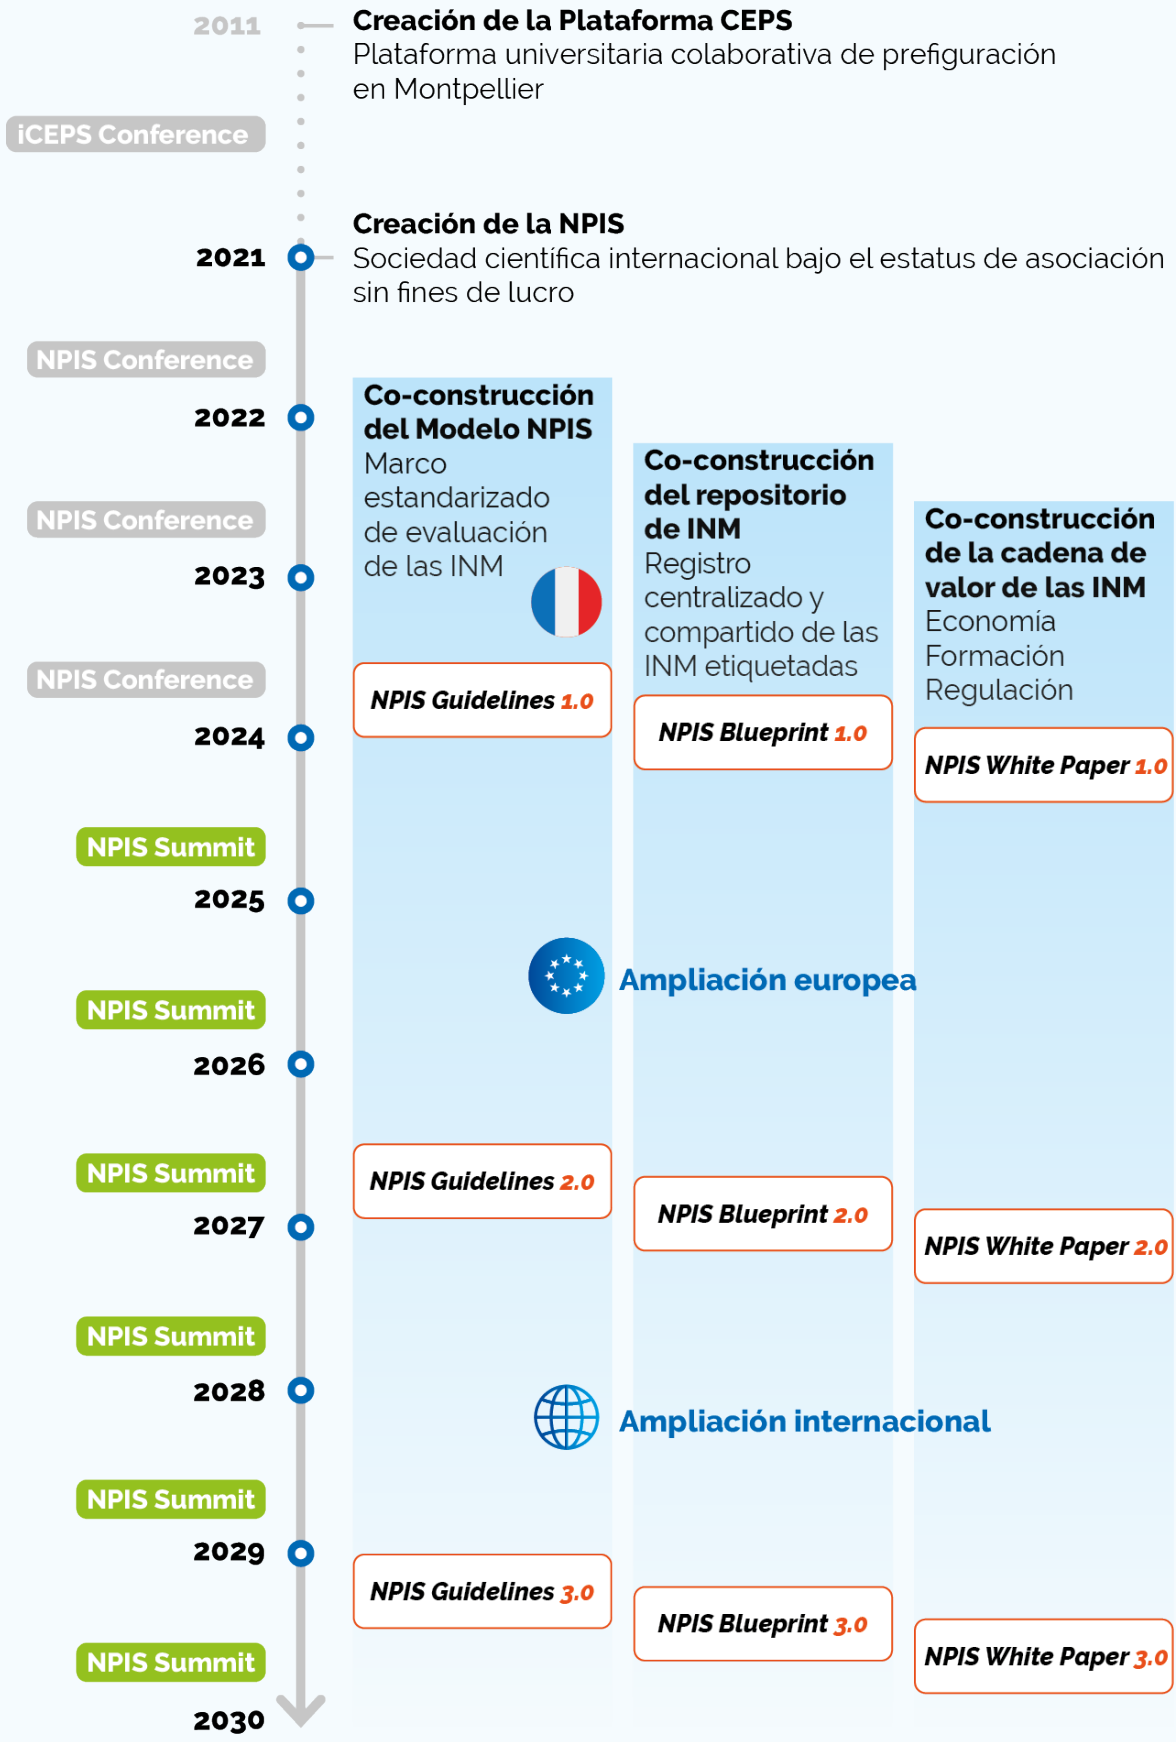 2011
Creación de la Plataforma CEPS
Plataforma universitaria colaborativa de prefiguración
en Montpellier
iCEPS Conference
Creación de la NPIS
2021
Sociedad científica internacional bajo el estatus de asociación
sin fines de lucro
NPIS Conference
2022
Co-construcción
del Modelo NPIS
Marco
estandarizado
de evaluación
de las INM
Co-construcción
del repositorio
de INM
Registro
centralizado y
compartido de las
INM etiquetadas
Co-construcción
de la cadena de
valor de las INM
Economía
Formación
Regulación
NPIS Conference
2023
NPIS Conference
NPIS Guidelines 1.0
NPIS Blueprint 1.0
NPIS White Paper 1.0
2024
NPIS Summit
2025
Ampliación europea
NPIS Summit
2026
NPIS Summit
NPIS Guidelines 2.0
NPIS Blueprint 2.0
NPIS White Paper 2.0
2027
NPIS Summit
2028
Ampliación internacional
NPIS Summit
2029
NPIS Guidelines 3.0
NPIS Blueprint 3.0
NPIS White Paper 3.0
NPIS Summit
2030